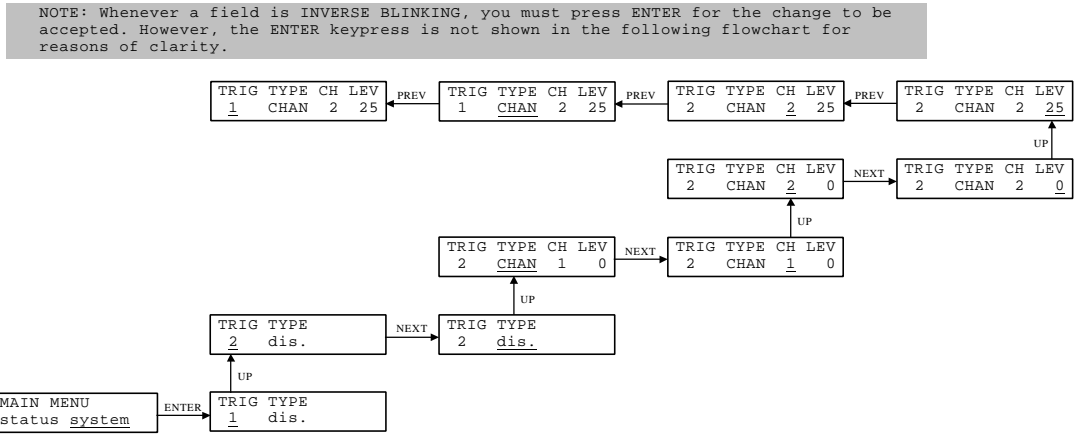 NOTE: Whenever a field is INVERSE BLINKING, you must press ENTER for the change to be
accepted. However, the ENTER keypress is not shown in the following flowchart for
reasons of clarity.
TRIG TYPE CH LEV
1 CHAN 2 25
PREV
TRIG TYPE CH LEV
1 CHAN 2 25
PREV
TRIG TYPE CH LEV
2 CHAN 2 25
PREV
TRIG TYPE CH LEV
2 CHAN 2 25
UP
TRIG TYPE CH LEV
2 CHAN 2 0
NEXT
TRIG TYPE CH LEV
2 CHAN 2 0
UP
TRIG TYPE CH LEV
2 CHAN 1 0
NEXT
TRIG TYPE CH LEV
2 CHAN 1 0
UP
TRIG TYPE
2 dis.
NEXT
TRIG TYPE
2 dis.
UP
MAIN MENU
status system
ENTER
TRIG TYPE
1 dis.